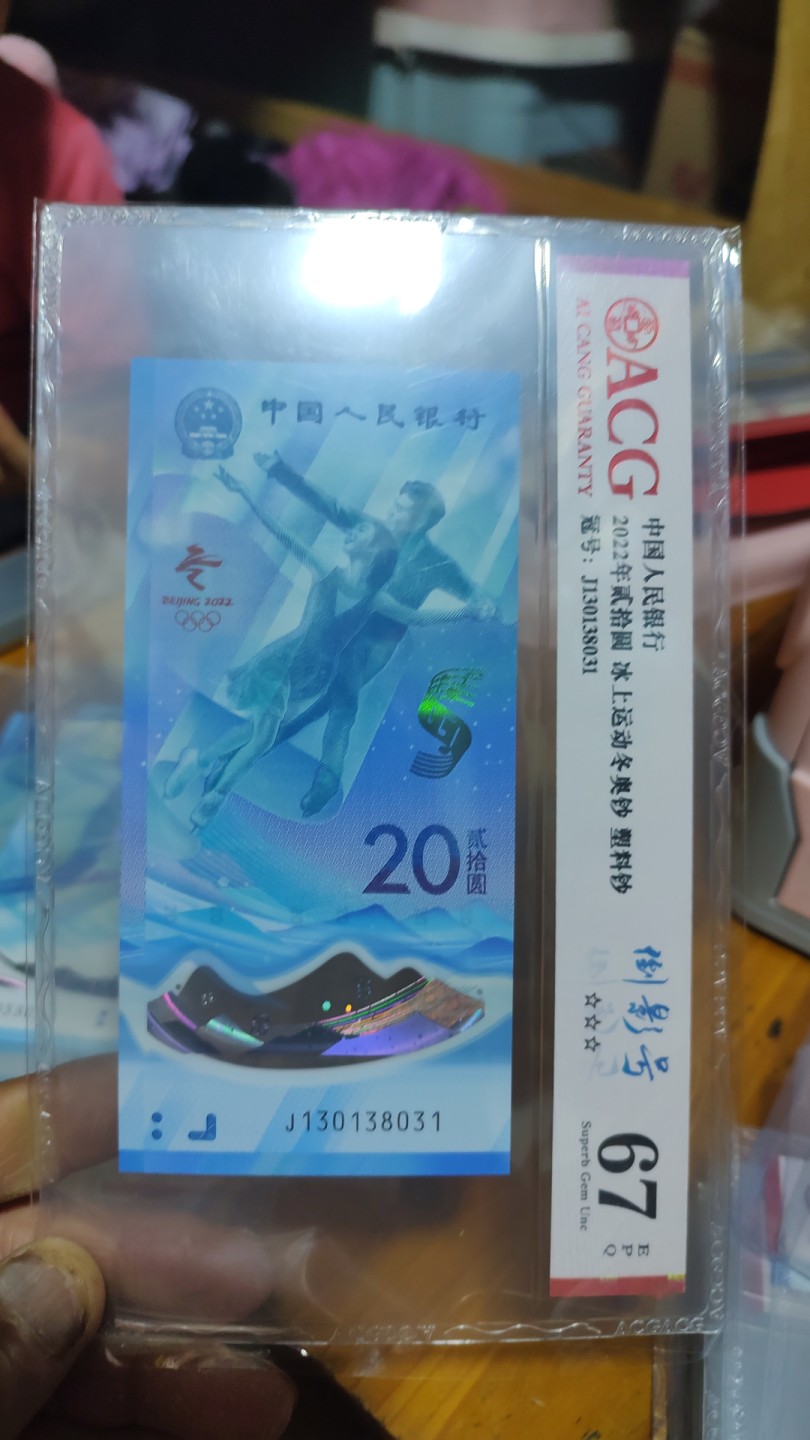 中国人民银行
BEIJING 2022
20
贰拾圆
J130138031
ACG
AI CANG GUARANTY
中国人民银行
2022年贰拾圆 冰上运动冬奥钞 塑料钞
冠号：J130138031
倒影号
☆☆☆
67
EPQ
Superb Gem Unc
ACGACG